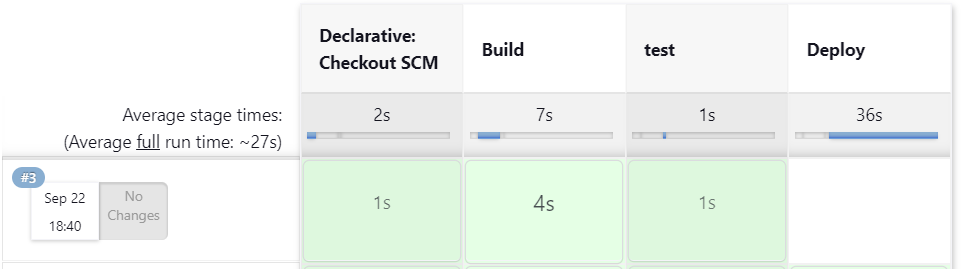 Declarative:
Checkout SCM
Build
test
Deploy
Average stage times:
(Average full run time: ~27s)
2s
7s
1s
36s
#3
Sep 22
18:40
No
Changes
1s
4s
1s